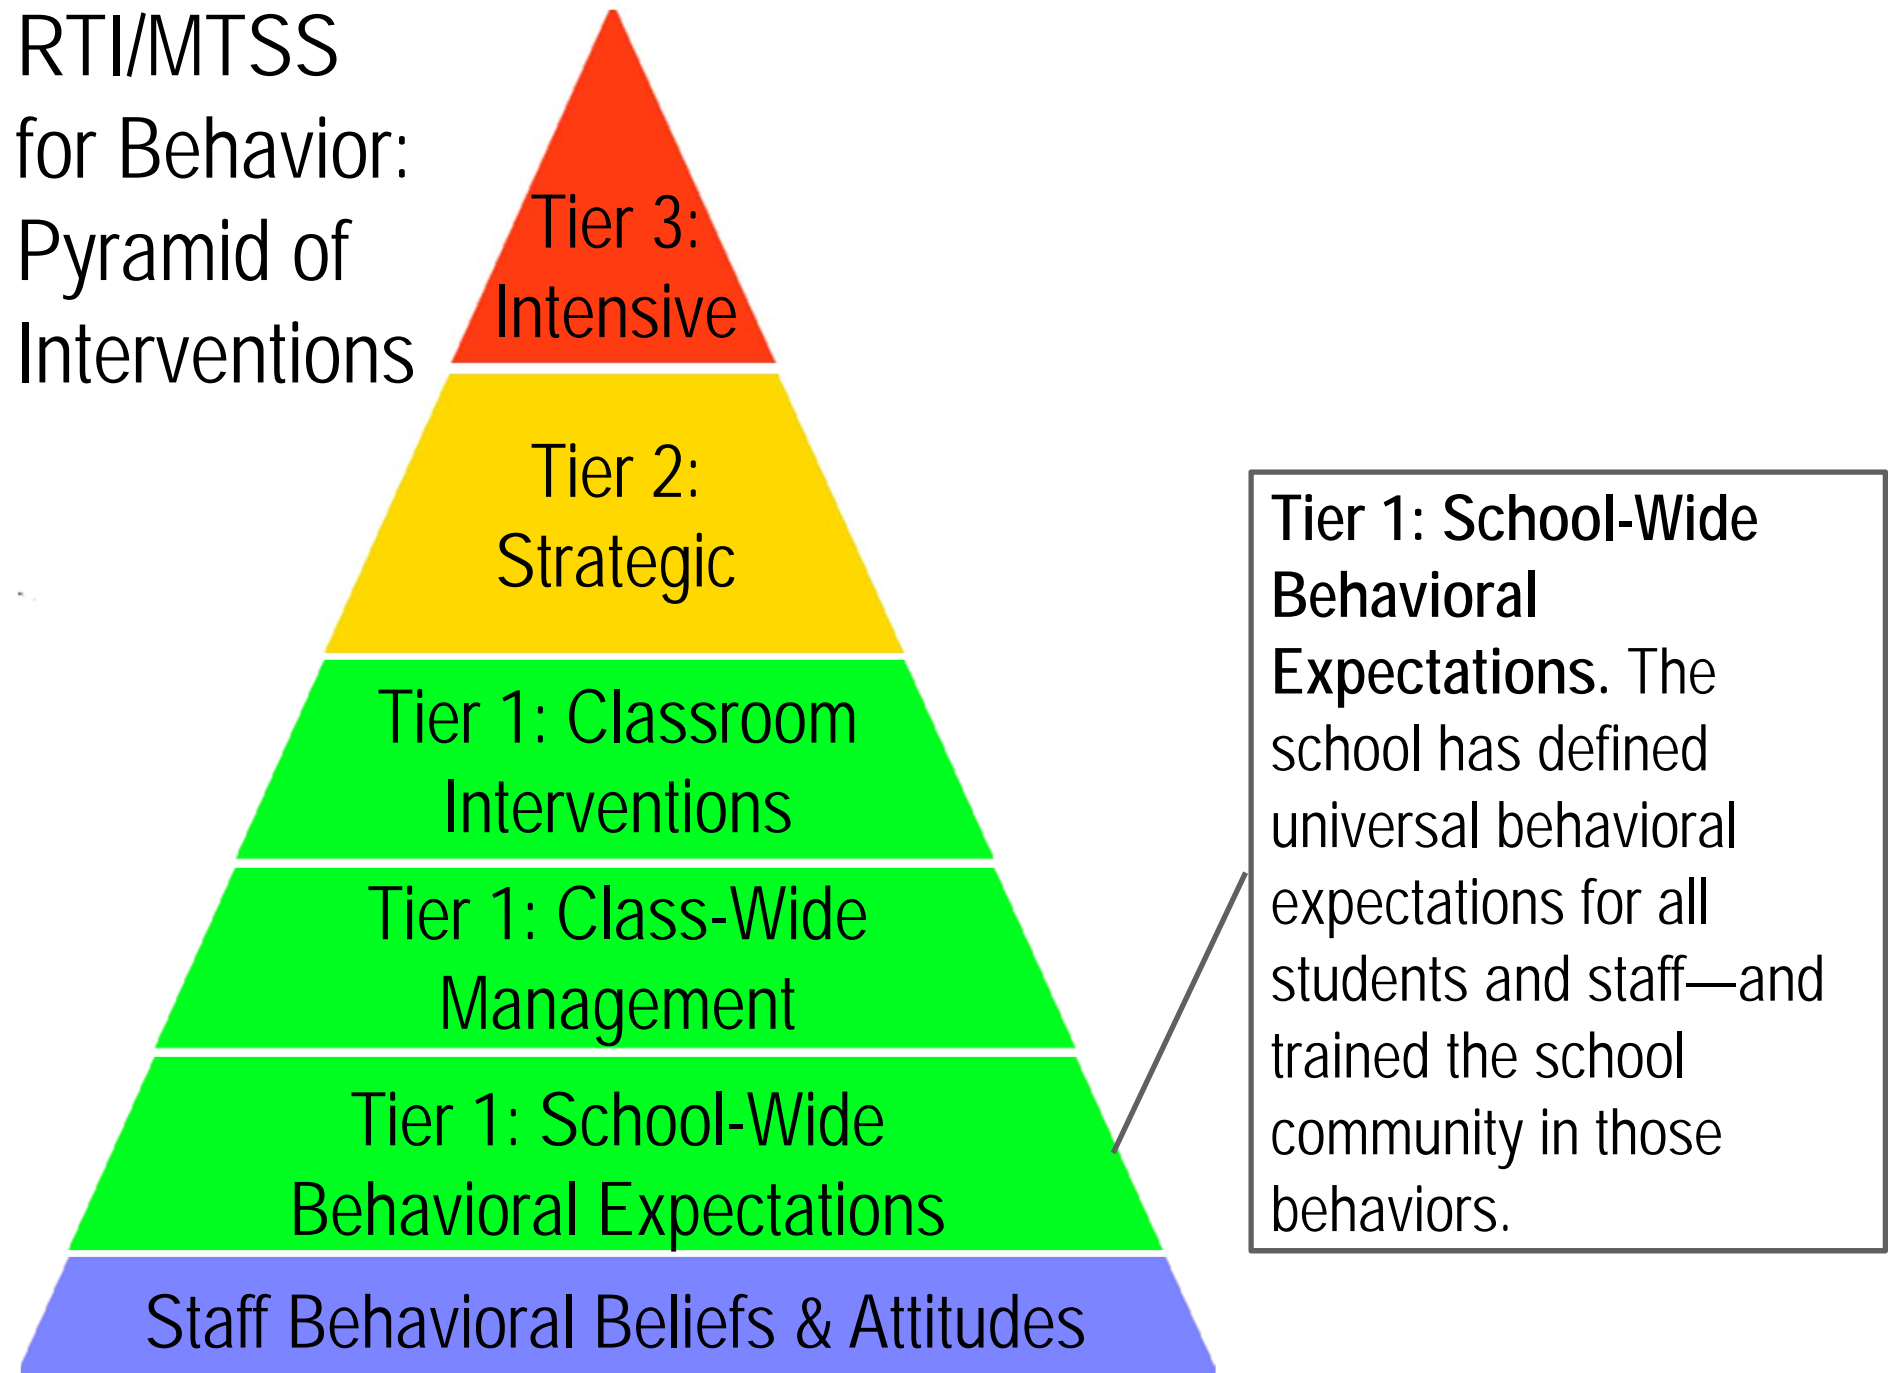 RTI/MTSS
for Behavior:
Pyramid of
Interventions
Tier 3:
Intensive
Tier 2:
Strategic
Tier 1: Classroom
Interventions
Tier 1: Class-Wide
Management
Tier 1: School-Wide
Behavioral Expectations
Staff Behavioral Beliefs & Attitudes
Tier 1: School-Wide
Behavioral
Expectations. The
school has defined
universal behavioral
expectations for all
students and staff—and
trained the school
community in those
behaviors.